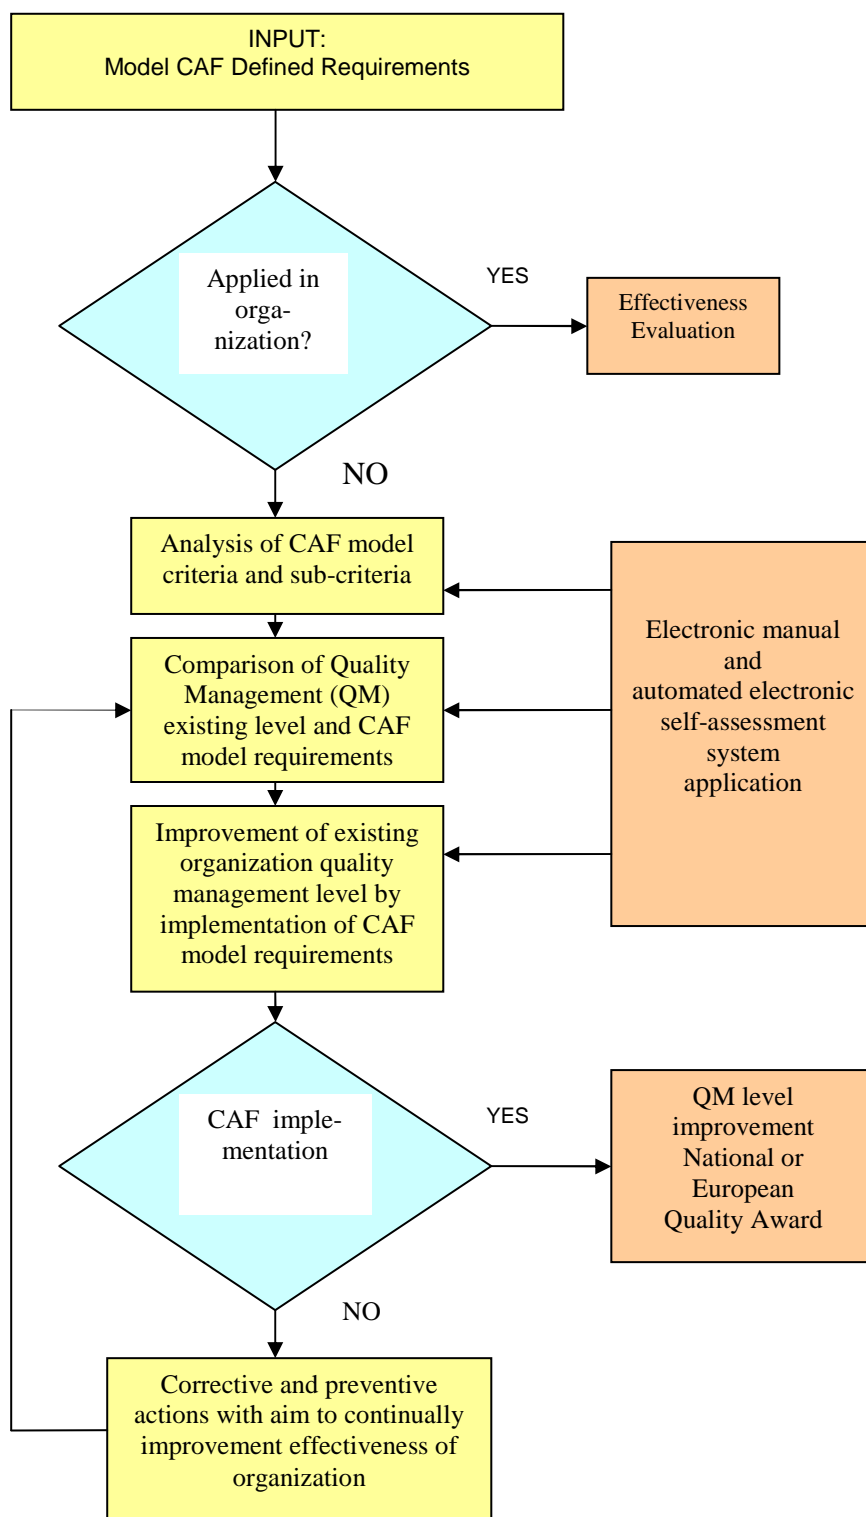 INPUT:
Model CAF Defined Requirements
Applied in
orga-
nization?
YES
Effectiveness
Evaluation
NO
Analysis of CAF model
criteria and sub-criteria
Comparison of Quality
Management (QM)
existing level and CAF
model requirements
Electronic manual
and
automated electronic
self-assessment
system
application
Improvement of existing
organization quality
management level by
implementation of CAF
model requirements
CAF  imple-
mentation
YES
QM level
improvement
National or
European
Quality Award
NO
Corrective and preventive
actions with aim to continually
improvement effectiveness of
organization